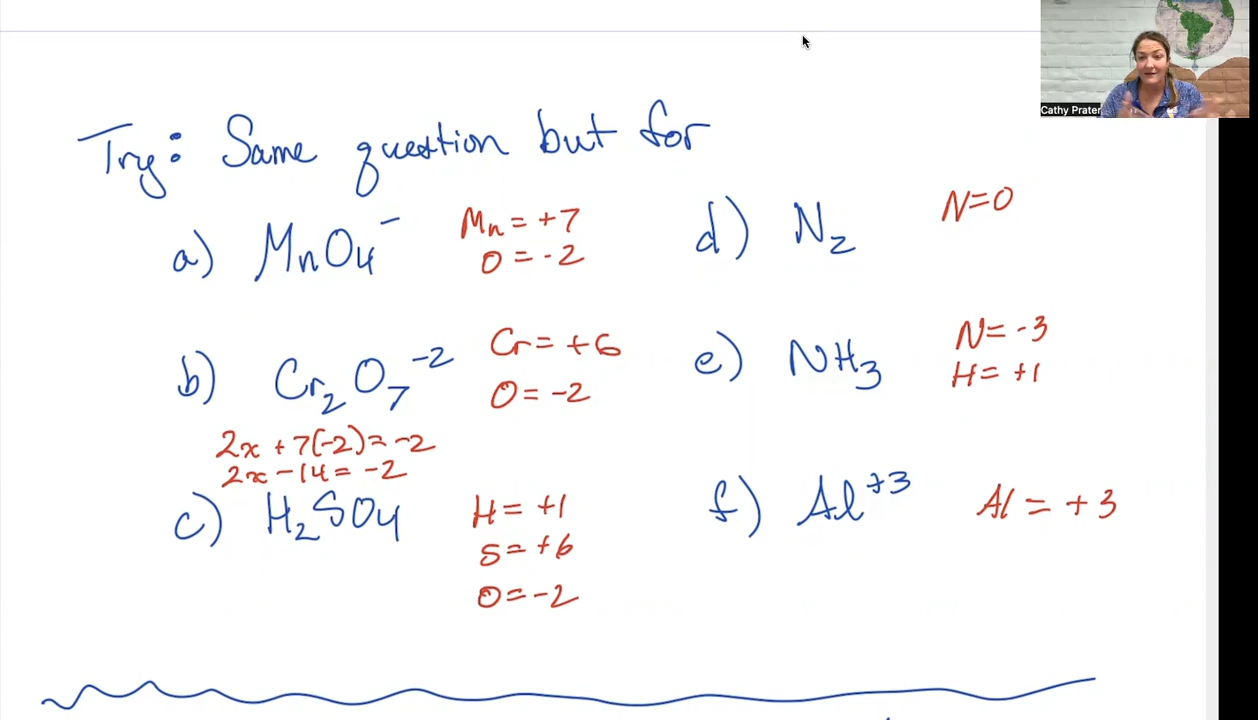 Try: Same question but for
a) MnO4⁻ Mn = +7
O = -2
b) Cr2O7⁻² Cr = +6
O = -2
2x + 7(-2) = -2
2x - 14 = -2
c) H2SO4 H = +1
S = +6
O = -2
d) N2 N = 0
e) NH3 N = -3
H = +1
f) Al⁺³ Al = +3
Cathy Prater